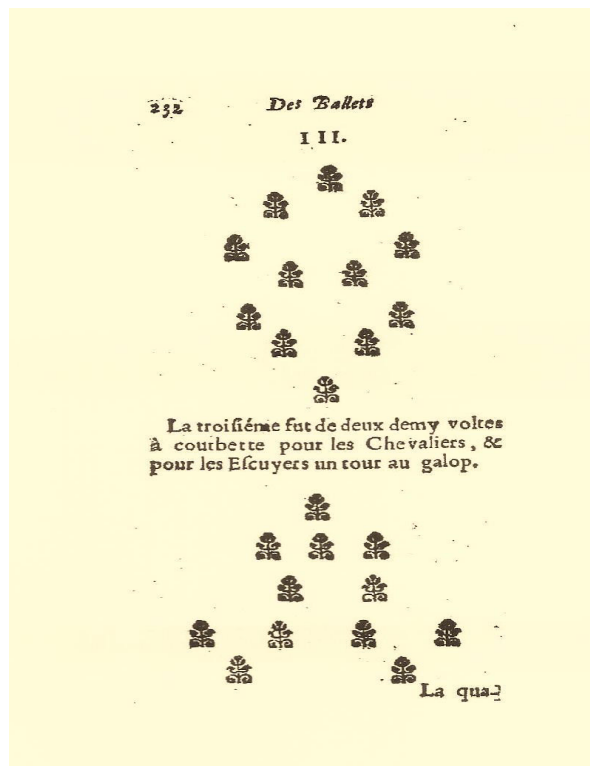 232 Des Ballets
III.
La troisiéme fut de deux demy voltes
à courbette pour les Chevaliers, &
pour les Escuyers un tour au galop.
La qua-